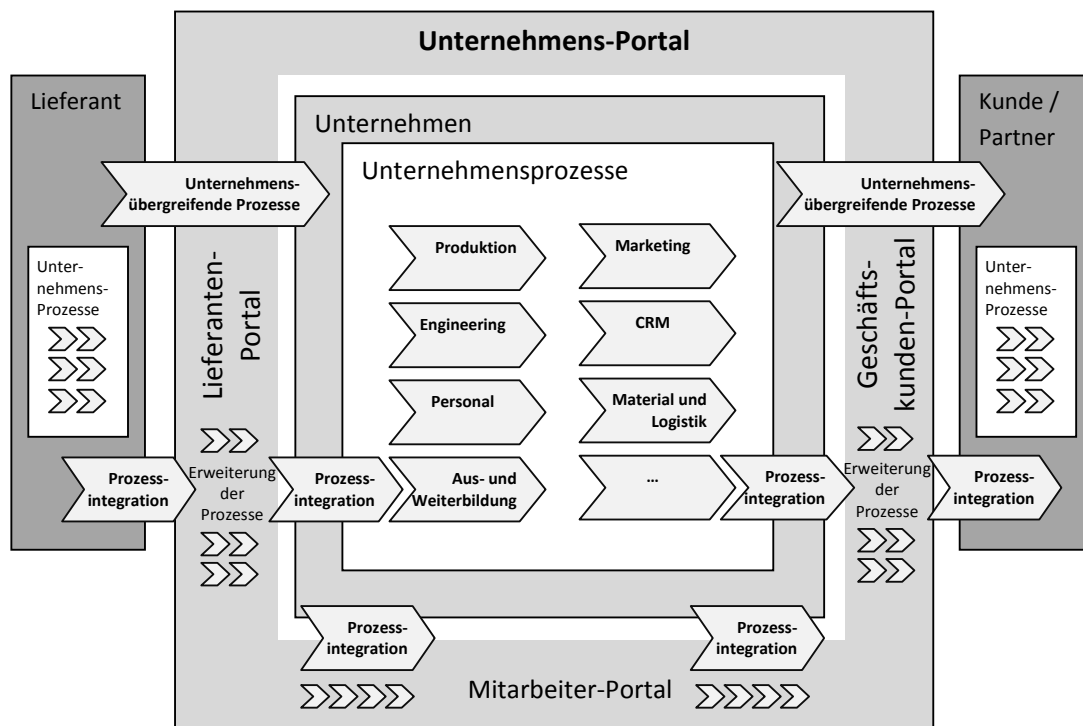 Unternehmens-Portal
Lieferant
Unternehmen
Unternehmensprozesse
Kunde /
Partner
Unternehmens-
übergreifende Prozesse
Unternehmens-
übergreifende Prozesse
Produktion
Marketing
Engineering
CRM
Personal
Material und
Logistik
Aus- und
Weiterbildung
...
Unter-
nehmens-
Prozesse
Lieferanten-
Portal
Geschäfts-
kunden-Portal
Unter-
nehmens-
Prozesse
Prozess-
integration
Erweiterung
der
Prozesse
Prozess-
integration
Prozess-
integration
Erweiterung
der
Prozesse
Prozess-
integration
Prozess-
integration
Prozess-
integration
Mitarbeiter-Portal